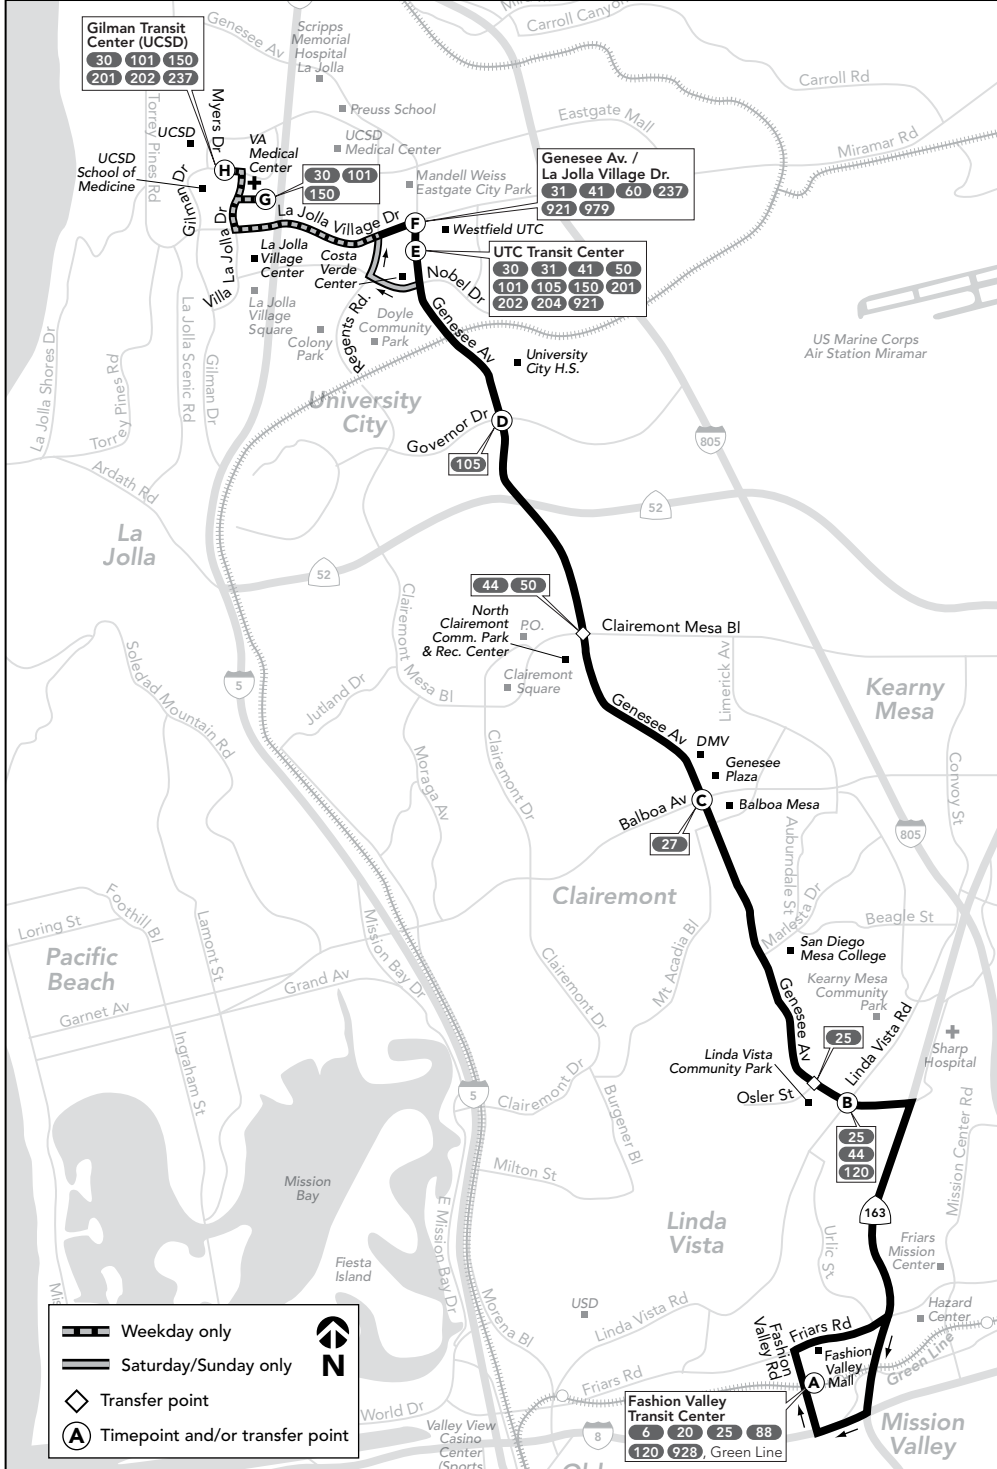 Gilman Transit
Center (UCSD)
30 101 150
201 202 237
Genesee Av
Scripps
Memorial
Hospital
La Jolla
Carroll Canyon
Carroll Rd
Preuss School
Eastgate Mall
Miramar Rd
Torrey Pines Rd
Myers Dr
UCSD
VA
Medical
Center
UCSD
Medical Center
UCSD
School of
Medicine
H
G
30 101
150
Mandell Weiss
Eastgate City Park
Genesee Av. /
La Jolla Village Dr.
31 41 60 237
921 979
Gilman Dr
La Jolla Village Dr
F
Westfield UTC
Villa La Jolla Dr
La Jolla
Village
Center
Costa
Verde
Center
E
UTC Transit Center
30 31 41 50
101 105 150 201
202 204 921
Nobel Dr
La Jolla
Village
Square
Regents Rd.
Doyle
Community
Park
Colony
Park
Genesee Av
University
City H.S.
US Marine Corps
Air Station Miramar
La Jolla Shores Dr
Torrey Pines Rd
La Jolla Scenic Rd
Gilman Dr
University
City
Governor Dr
D
105
805
Ardath Rd
La
Jolla
52
52
44 50
North
Clairemont
Comm. Park
& Rec. Center
P.O.
Clairemont Mesa Bl
Clairemont Mesa Bl
Clairemont
Square
Limerick Av
Kearny
Mesa
Soledad Mountain Rd
5
Jutland Dr
Genesee Av
DMV
Genesee
Plaza
Moraga Av
Clairemont Dr
Convoy St
Balboa Av
C
Balboa Mesa
27
805
Auburndale St
Clairemont
Marlesta Dr
Beagle St
Foothill Bl
Loring St
Lamont St
Mission Bay Dr
Pacific
Beach
Grand Av
Garnet Av
Clairemont Dr
Mt Acadia Bl
San Diego
Mesa College
Kearny Mesa
Community
Park
Genesee Av
Linda Vista Rd
25
Ingraham St
Linda Vista
Community Park
Sharp
Hospital
Osler St
B
5
Clairemont Dr
Burgener Bl
25
44
120
Mission Center Rd
Milton St
Mission
Bay
E Mission Bay Dr
Linda
Vista
163
Urlic St
Friars
Mission
Center
Fiesta
Island
Morena Bl
USD
Linda Vista Rd
Hazard
Center
Friars Rd
Fashion
Valley Rd
Fashion
Valley
Mall
Green Line
Friars Rd
A
Weekday only
Saturday/Sunday only
N
Transfer point
A Timepoint and/or transfer point
World Dr
Valley View
Casino
Center
(Sports
8
Fashion Valley
Transit Center
6 20 25 88
120 928, Green Line
Mission
Valley